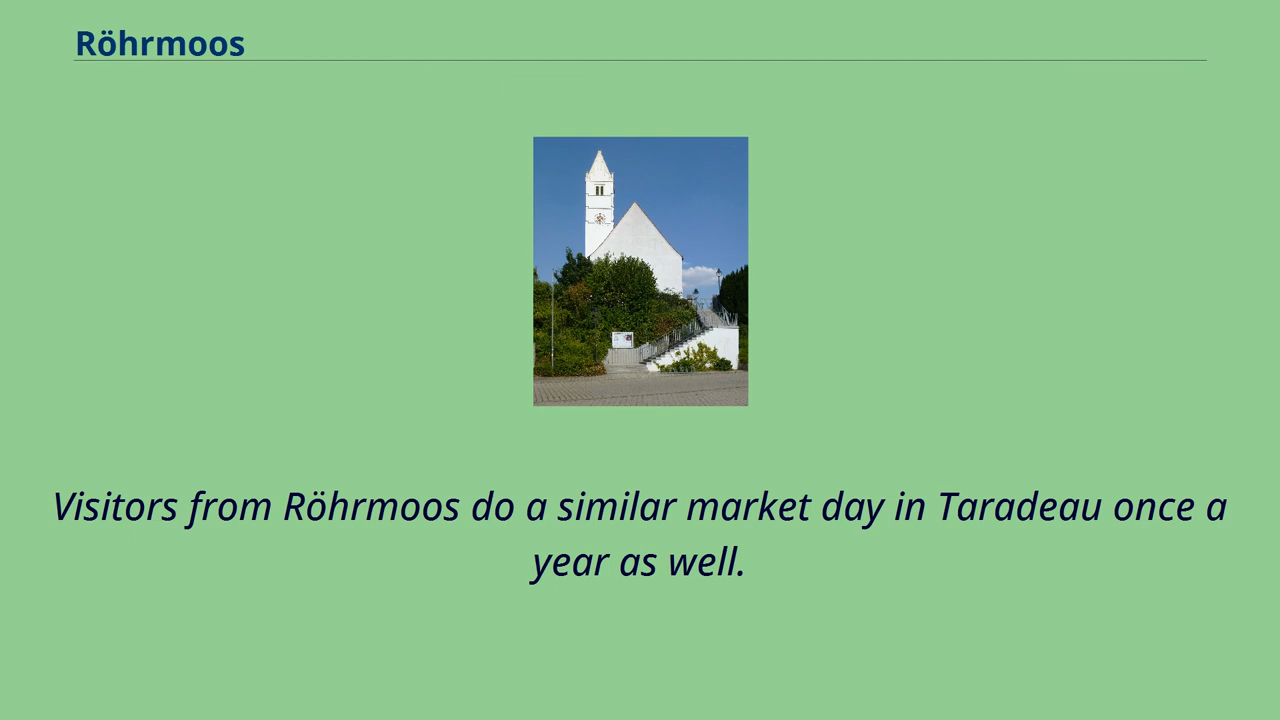 Röhrmoos
Visitors from Röhrmoos do a similar market day in Taradeau once a
year as well.